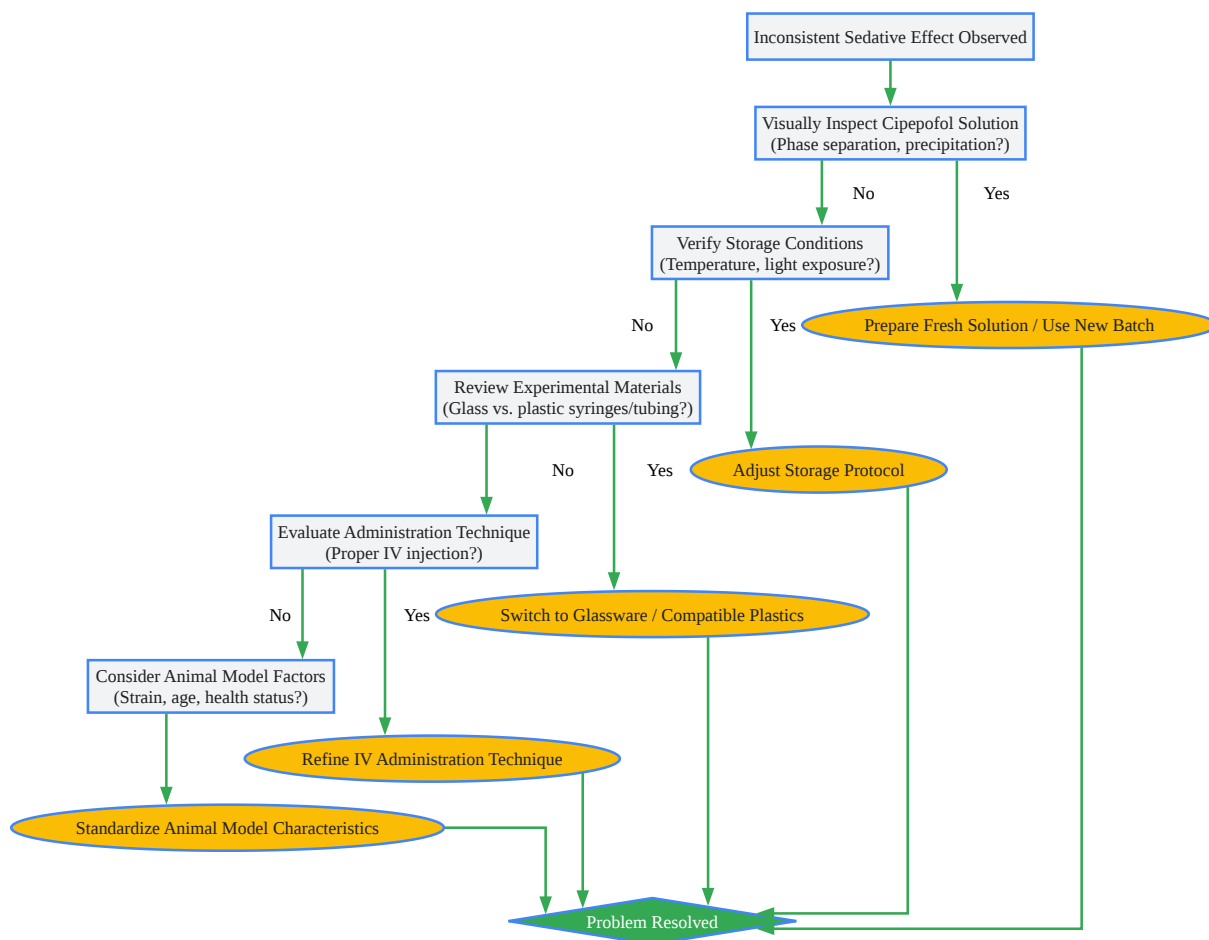 Inconsistent Sedative Effect Observed
Visually Inspect Cipepofol Solution
(Phase separation, precipitation?)
No
Yes
Verify Storage Conditions
(Temperature, light exposure?)
No
Yes
Prepare Fresh Solution / Use New Batch
Review Experimental Materials
(Glass vs. plastic syringes/tubing?)
No
Yes
Adjust Storage Protocol
Evaluate Administration Technique
(Proper IV injection?)
No
Yes
Switch to Glassware / Compatible Plastics
Consider Animal Model Factors
(Strain, age, health status?)
Refine IV Administration Technique
Standardize Animal Model Characteristics
Problem Resolved